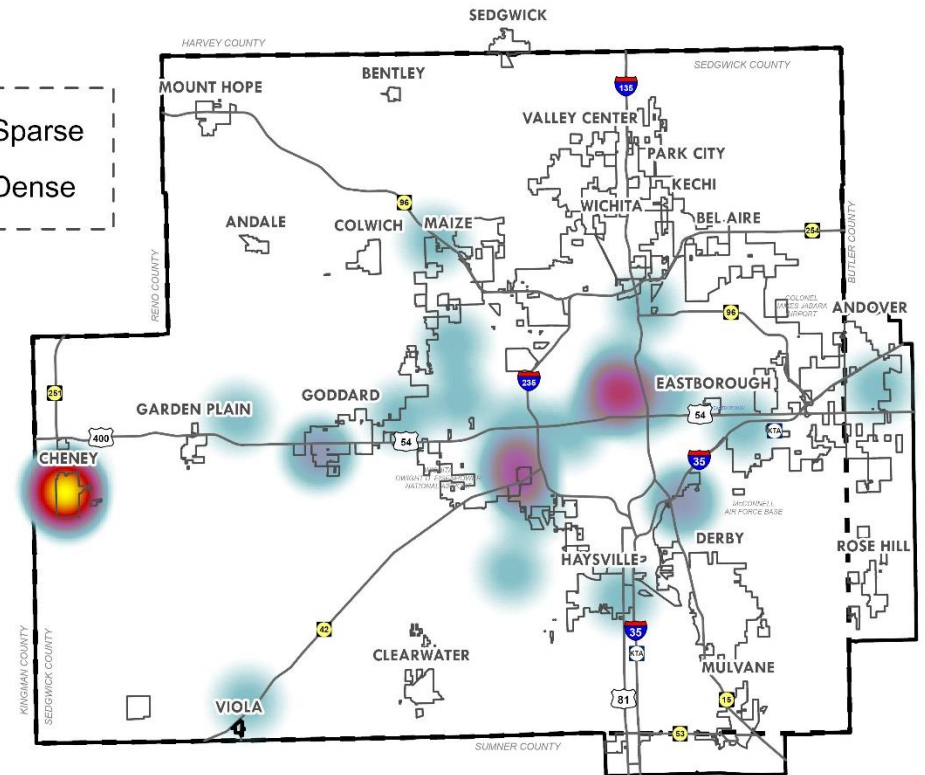 SEDGWICK
HARVEY COUNTY
SEDGWICK COUNTY
BENTLEY
MOUNT HOPE
135
Sparse
Dense
VALLEY CENTER
PARK CITY
KECHI
WICHITA
96
ANDALE
COLWICH
MAIZE
BEL AIRE
254
RENO COUNTY
BUTLER COUNTY
COLONEL
JAMES JABARA
AIRPORT
96
ANDOVER
235
251
GODDARD
EASTBOROUGH
GARDEN PLAIN
54
400
54
KTA
CHENEY
35
DWIGHT D. EISENHOWER
McCONNELL
AIR FORCE BASE
DERBY
ROSE HILL
HAYSVILLE
42
35
KTA
KINGMAN COUNTY
SEDGWICK COUNTY
CLEARWATER
MULVANE
VIOLA
81
15
53
SUMNER COUNTY